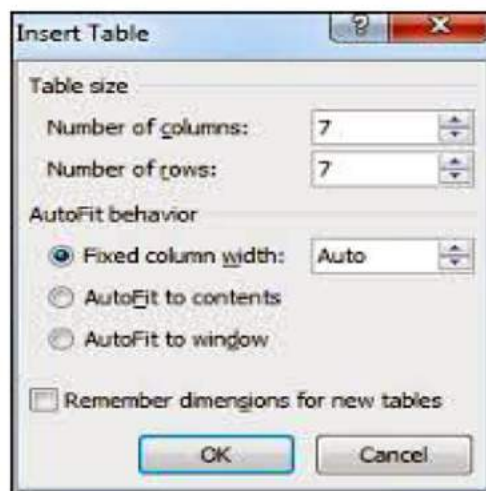 Insert Table
Table size
Number of columns: 7
Number of rows: 7
AutoFit behavior
Fixed column width: Auto
AutoFit to contents
AutoFit to window
Remember dimensions for new tables
OK Cancel